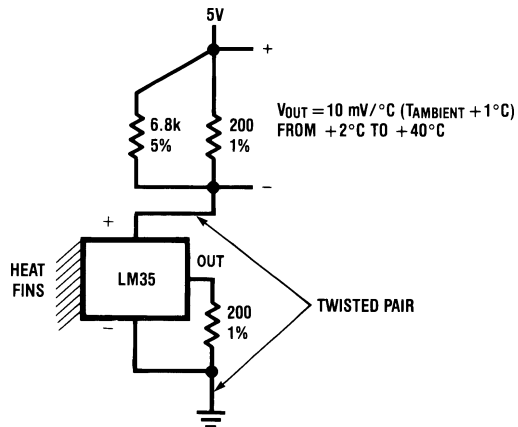 5V
+
6.8k
5%
200
1%
VOUT = 10 mV/°C (TAMBIENT + 1°C)
FROM + 2°C TO + 40°C
−
+
OUT
HEAT
FINS
LM35
200
1%
TWISTED PAIR
−